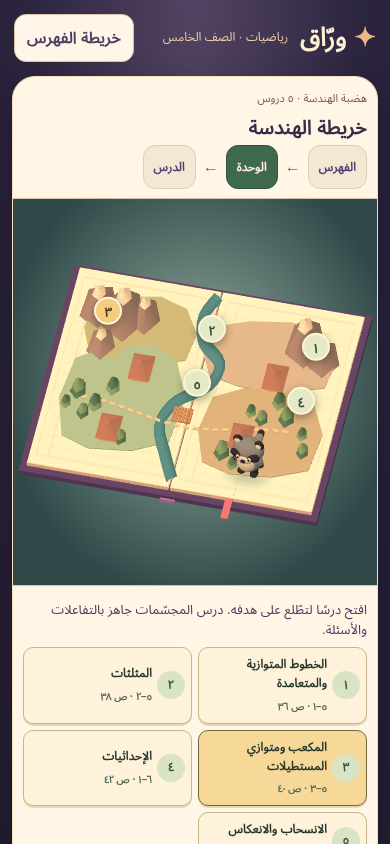 ورّاق
رياضيات · الصف الخامس
خريطة الفهرس
هضبة الهندسة · ٥ دروس
خريطة الهندسة
الفهرس ← الوحدة ← الدرس
٣
٢
١
٥
٤
افتح درسًا لتطّلع على هدفه. درس المجسّمات جاهز بالتفاعلات
والأسئلة.
١
الخطوط المتوازية
والمتعامدة
٥–١ · ص ٣٦
٢
المثلثات
٥–٢ · ص ٣٨
٣
المكعب ومتوازي
المستطيلات
٥–٣ · ص ٤٠
٤
الإحداثيات
٦–١ · ص ٤٢
٥
الانسحاب والانعكاس